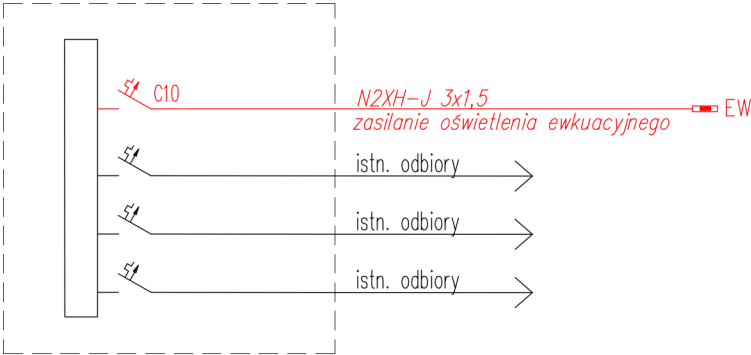 C10
N2XH-J 3x1,5
EW
zasilanie oświetlenia ewkuacyjnego
istn. odbiory
istn. odbiory
istn. odbiory